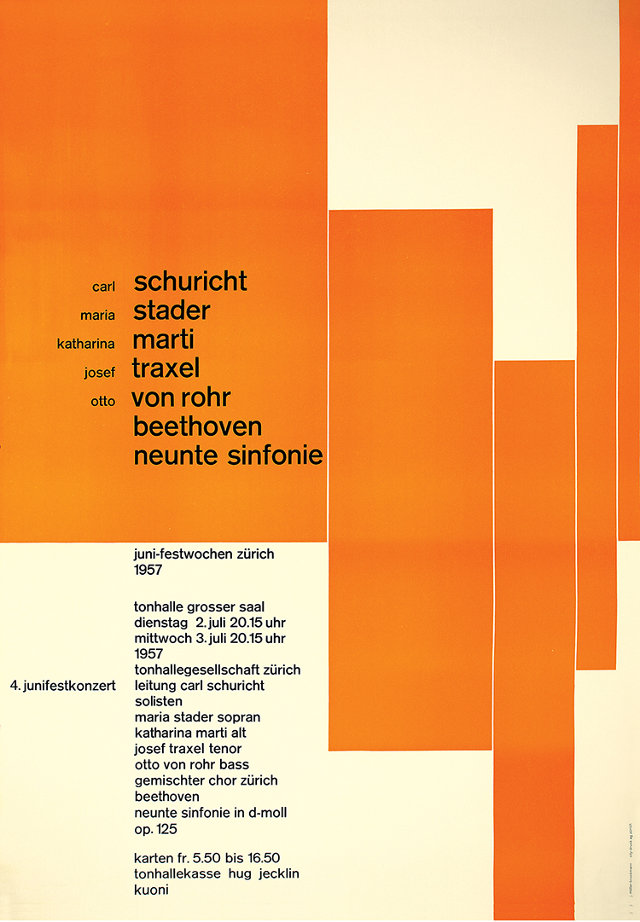 carl schuricht
maria stader
katharina marti
josef traxel
otto von rohr
beethoven
neunte sinfonie
juni-festwochen zürich
1957
tonhalle grosser saal
dienstag 2. juli 20.15 uhr
mittwoch 3. juli 20.15 uhr
1957
tonhallegesellschaft zürich
4. junifestkonzert leitung carl schuricht
solisten
maria stader sopran
katharina marti alt
josef traxel tenor
otto von rohr bass
gemischter chor zürich
beethoven
neunte sinfonie in d-moll
op. 125
karten fr. 5.50 bis 16.50
tonhallekasse hug jecklin
kuoni